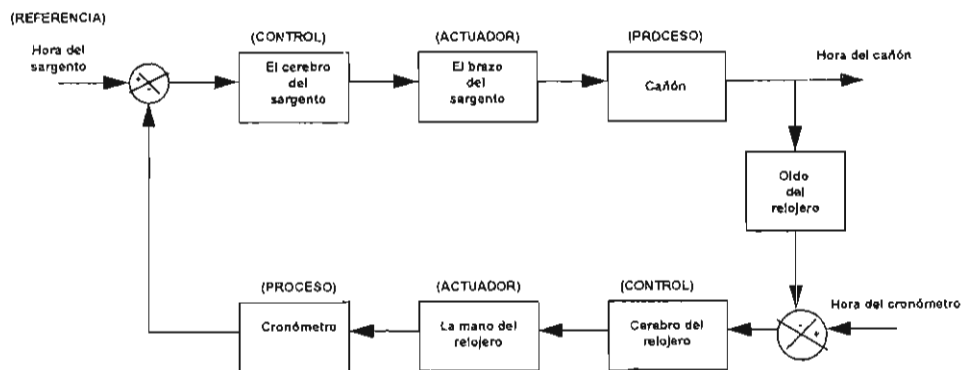 (REFERENCIA)
Hora del
sargento
(CONTROL)
El cerebro
del
sargento
(ACTUADOR)
El brazo
del
sargento
(PROCESO)
Cañón
Hora del cañón
Oído
del
relojero
Hora del cronómetro
(CONTROL)
Cerebro del
relojero
(ACTUADOR)
La mano del
relojero
(PROCESO)
Cronómetro
+
-
-
+